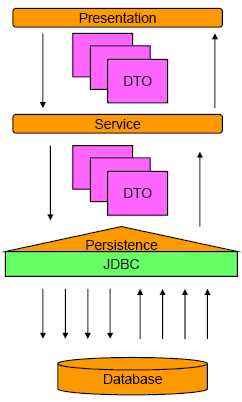 Presentation
DTO
Service
DTO
Persistence
JDBC
Database